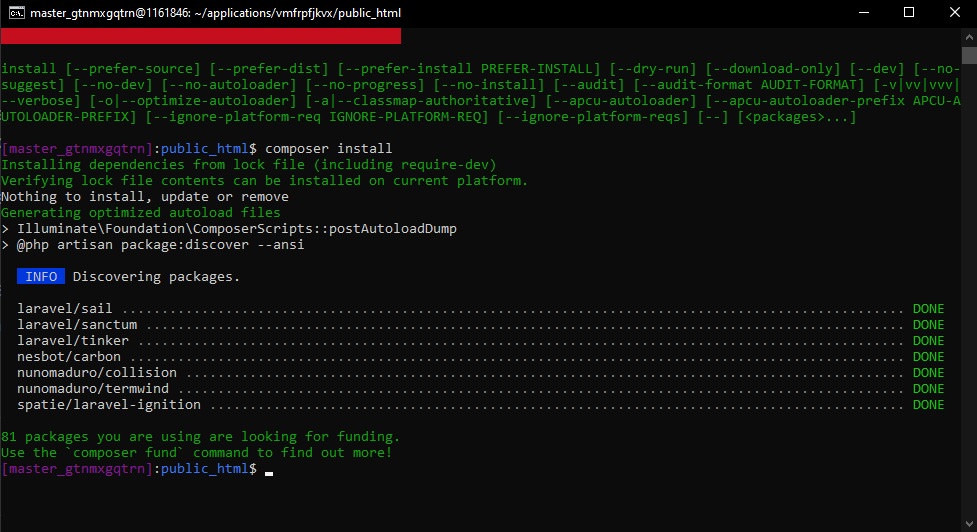 master_gtnmxgqtrn@1161846: ~/applications/vmfrpfjkvx/public_html
install [--prefer-source] [--prefer-dist] [--prefer-install PREFER-INSTALL] [--dry-run] [--download-only] [--dev] [--no-
suggest] [--no-dev] [--no-autoloader] [--no-progress] [--no-install] [--audit] [--audit-format AUDIT-FORMAT] [-v|vv|vvv|
--verbose] [-o|--optimize-autoloader] [-a|--classmap-authoritative] [--apcu-autoloader] [--apcu-autoloader-prefix APCU-A
UTOLOADER-PREFIX] [--ignore-platform-req IGNORE-PLATFORM-REQ] [--ignore-platform-reqs] [--] [<packages>...]
[master_gtnmxgqtrn]:public_html$ composer install
Installing dependencies from lock file (including require-dev)
Verifying lock file contents can be installed on current platform.
Nothing to install, update or remove
Generating optimized autoload files
> Illuminate\Foundation\ComposerScripts::postAutoloadDump
> @php artisan package:discover --ansi
INFO Discovering packages.
laravel/sail .................................................................................................. DONE
laravel/sanctum ............................................................................................... DONE
laravel/tinker ................................................................................................ DONE
nesbot/carbon ................................................................................................. DONE
nunomaduro/collision .......................................................................................... DONE
nunomaduro/termwind ........................................................................................... DONE
spatie/laravel-ignition ....................................................................................... DONE
81 packages you are using are looking for funding.
Use the `composer fund` command to find out more!
[master_gtnmxgqtrn]:public_html$